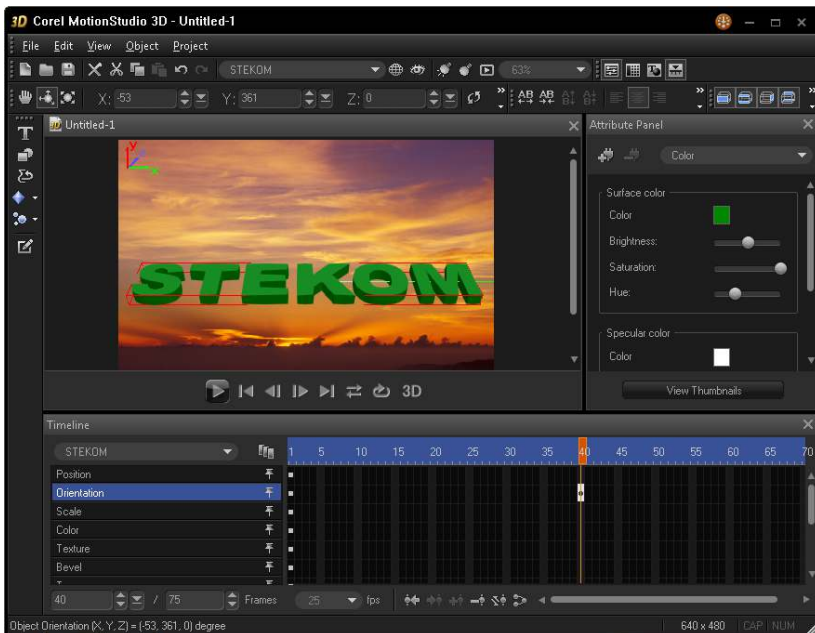 3D Corel MotionStudio 3D - Untitled-1
File Edit View Object Project
STEKOM 63%
X: -53 Y: 361 Z: 0
Untitled-1
Attribute Panel
y
x
Color
Surface color
Color
Brightness:
Saturation:
Hue:
STEKOM
Specular color
Color
View Thumbnails
3D
Timeline
STEKOM 1 5 10 15 20 25 30 35 40 45 50 55 60 65 70
Position
Orientation
Scale
Color
Texture
Bevel
40 / 75 Frames 25 fps
Object Orientation (X, Y, Z) = (-53, 361, 0) degree 640 x 480 CAP NUM